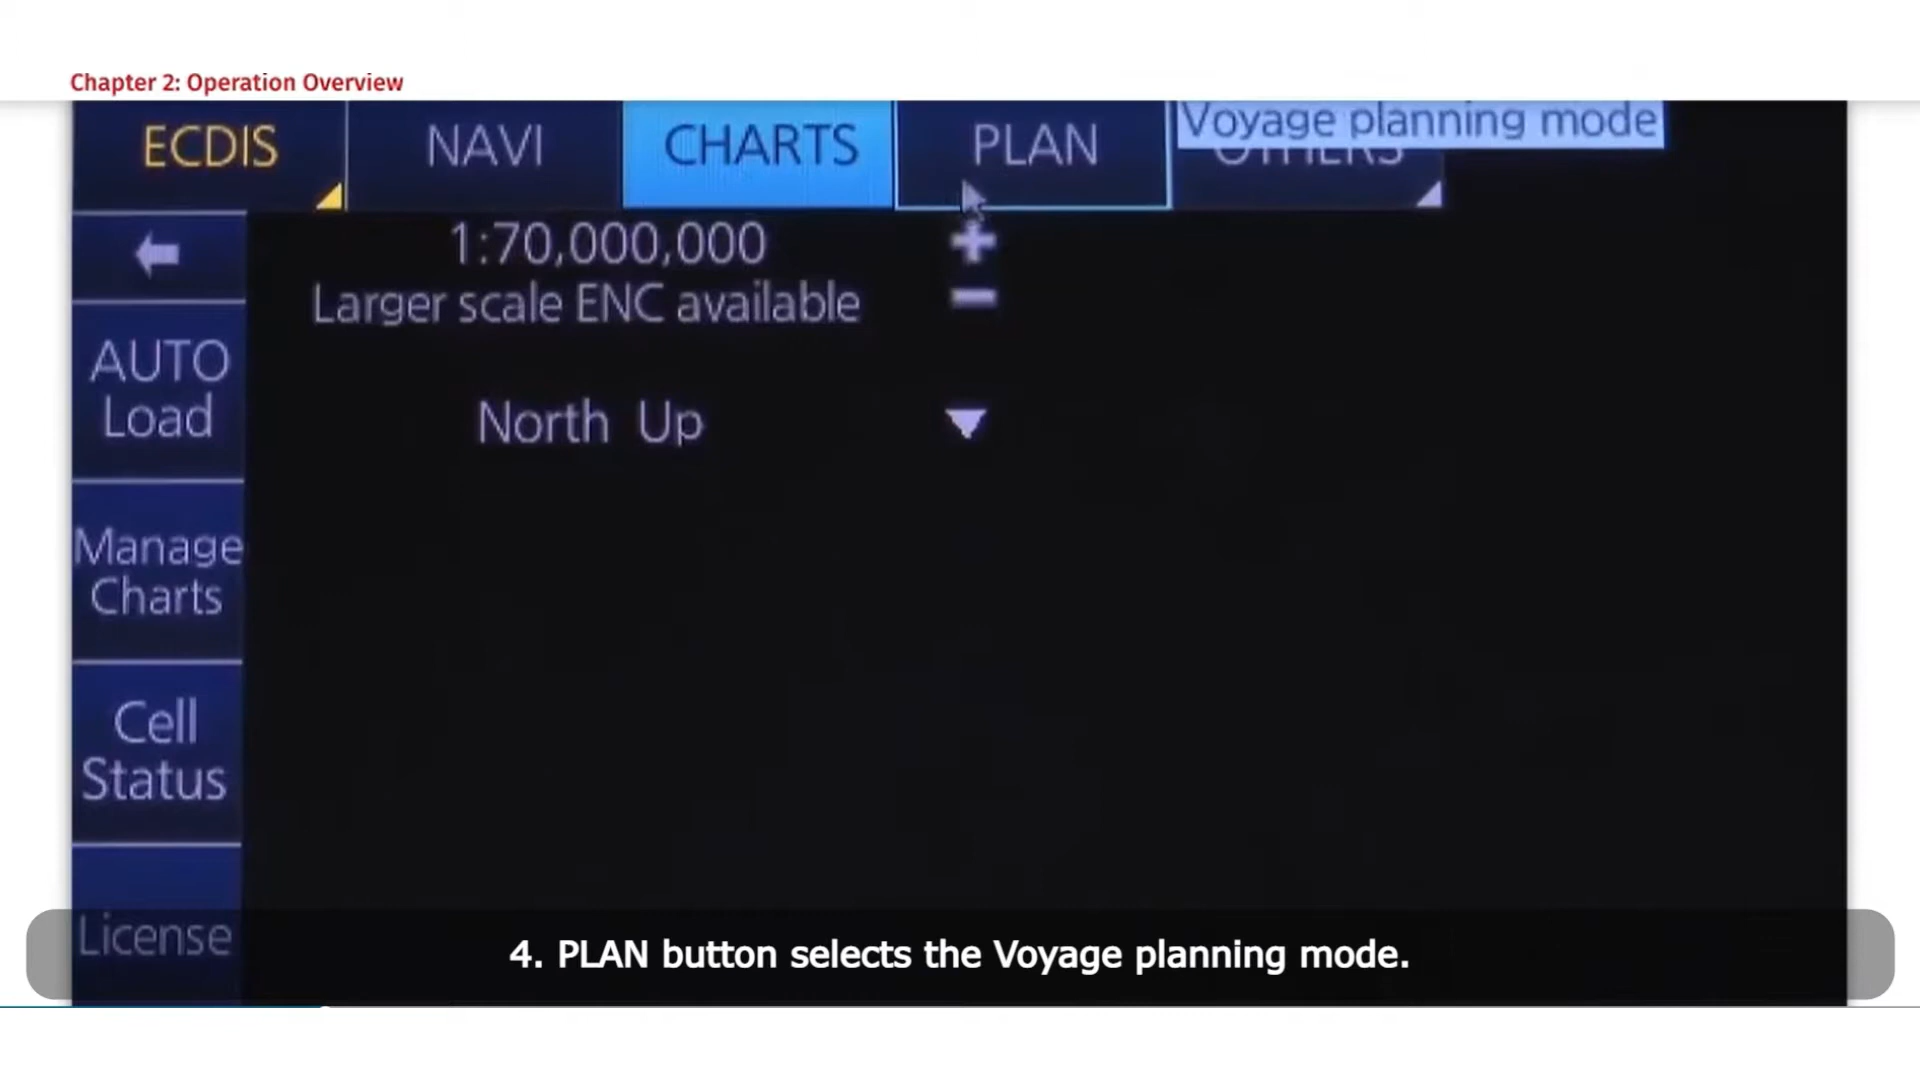 Chapter 2: Operation Overview
ECDIS
NAVI
CHARTS
PLAN
Voyage planning mode
OTHERS
1:70,000,000
Larger scale ENC available
North Up
AUTO
Load
Manage
Charts
Cell
Status
License
4. PLAN button selects the Voyage planning mode.